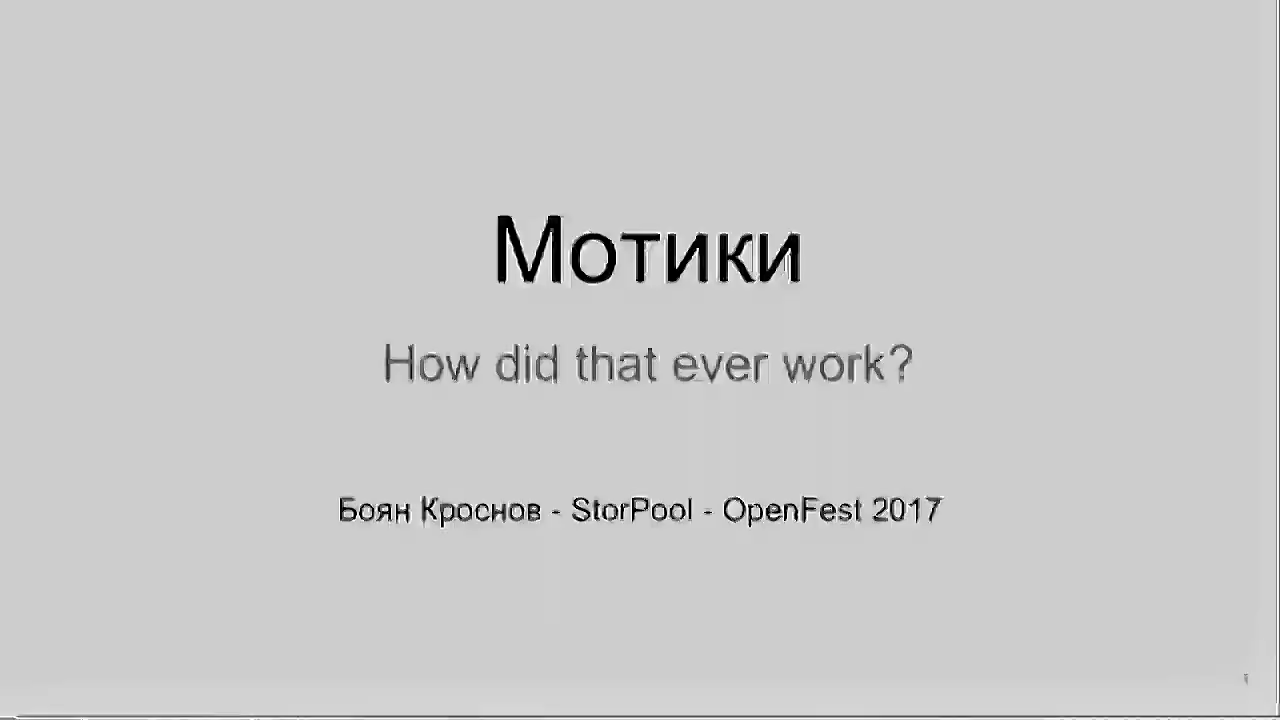 Мотики
How did that ever work?
Боян Кроснов - StorPool - OpenFest 2017